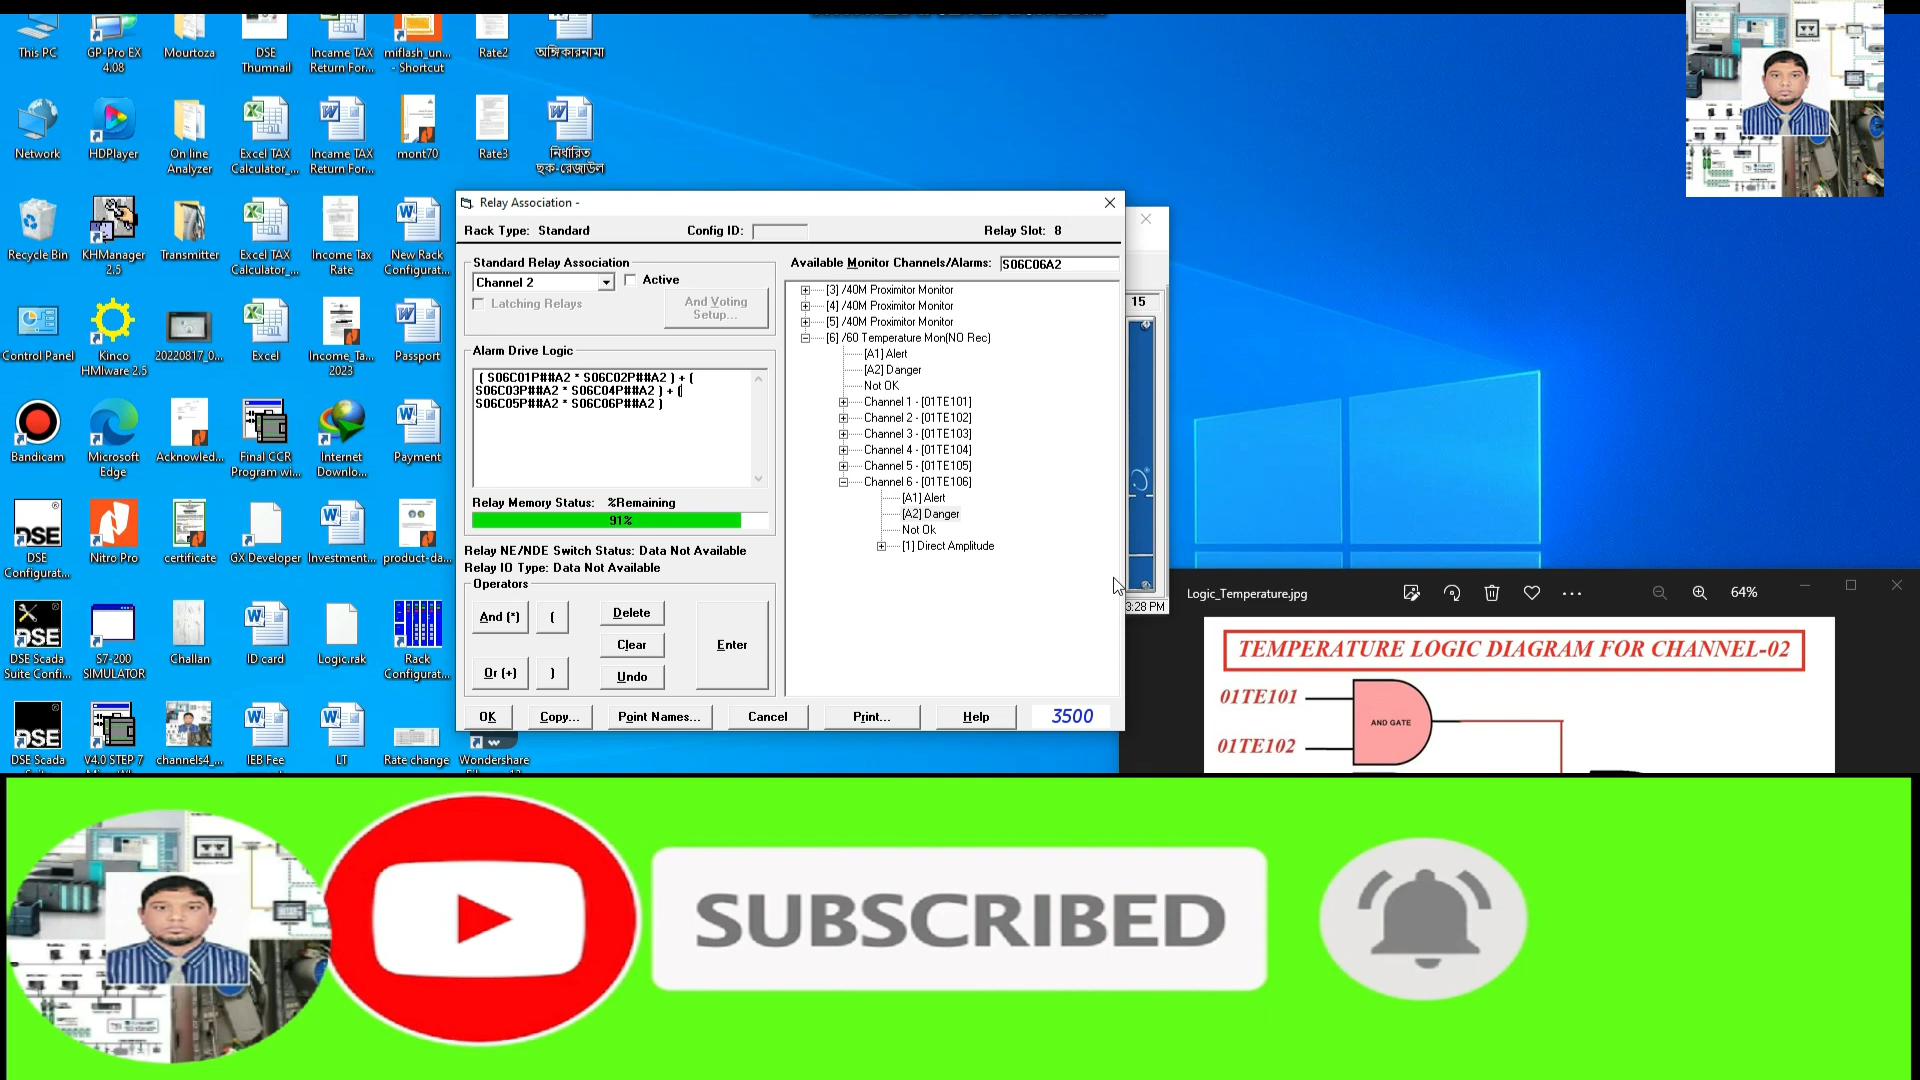 This PC
GP-Pro EX
4.08
Mourtoza
DSE
Thumnail
Incame TAX
Return For...
miflash_un...
- Shortcut
Rate2
অঙ্গিকারনামা
Network
HDPlayer
On line
Analyzer
Excel TAX
Calculator_...
Incame TAX
Return For...
mont70
Rate3
নির্ধারিত
ছক-রেজাউল
Recycle Bin
KHManager
2.5
Transmitter
Excel TAX
Calculator_...
Income Tax
Rate
New Rack
Configurat...
Control Panel
Kinco
HMIware 2.5
20220817_0...
Excel
Income_Ta...
2023
Passport
Bandicam
Microsoft
Edge
Acknowled...
Final CCR
Program wi...
Internet
Downlo...
Payment
DSE
Configurat...
Nitro Pro
certificate
GX Developer
Investment...
product-da...
DSE Scada
Suite Confi...
S7-200
SIMULATOR
Challan
ID card
Logic.rak
Rack
Configurat...
DSE Scada
V4.0 STEP 7
channels4_...
IEB Fee
LT
Rate change
Wondershare
Relay Association -
Rack Type: Standard
Config ID:
Relay Slot: 8
Standard Relay Association
Channel 2
Active
Latching Relays
And Voting
Setup...
Available Monitor Channels/Alarms: S06C06A2
[3] /40M Proximitor Monitor
[4] /40M Proximitor Monitor
[5] /40M Proximitor Monitor
[6] /60 Temperature Mon(NO Rec)
[A1] Alert
[A2] Danger
Not OK
Channel 1 - [01TE101]
Channel 2 - [01TE102]
Channel 3 - [01TE103]
Channel 4 - [01TE104]
Channel 5 - [01TE105]
Channel 6 - [01TE106]
[A1] Alert
[A2] Danger
Not Ok
[1] Direct Amplitude
Alarm Drive Logic
( S06C01P##A2 * S06C02P##A2 ) + (
S06C03P##A2 * S06C04P##A2 ) + (
S06C05P##A2 * S06C06P##A2 )
Relay Memory Status: %Remaining
91%
Relay NE/NDE Switch Status: Data Not Available
Relay IO Type: Data Not Available
Operators
And (*)
(
Delete
Clear
Enter
Or (+)
)
Undo
OK
Copy...
Point Names...
Cancel
Print...
Help
3500
15
3:28 PM
Logic_Temperature.jpg
64%
TEMPERATURE LOGIC DIAGRAM FOR CHANNEL-02
01TE101
AND GATE
01TE102
SUBSCRIBED